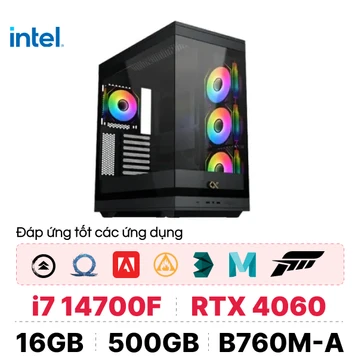 intel
Đáp ứng tốt các ứng dụng
i7 14700F RTX 4060
16GB 500GB B760M-A